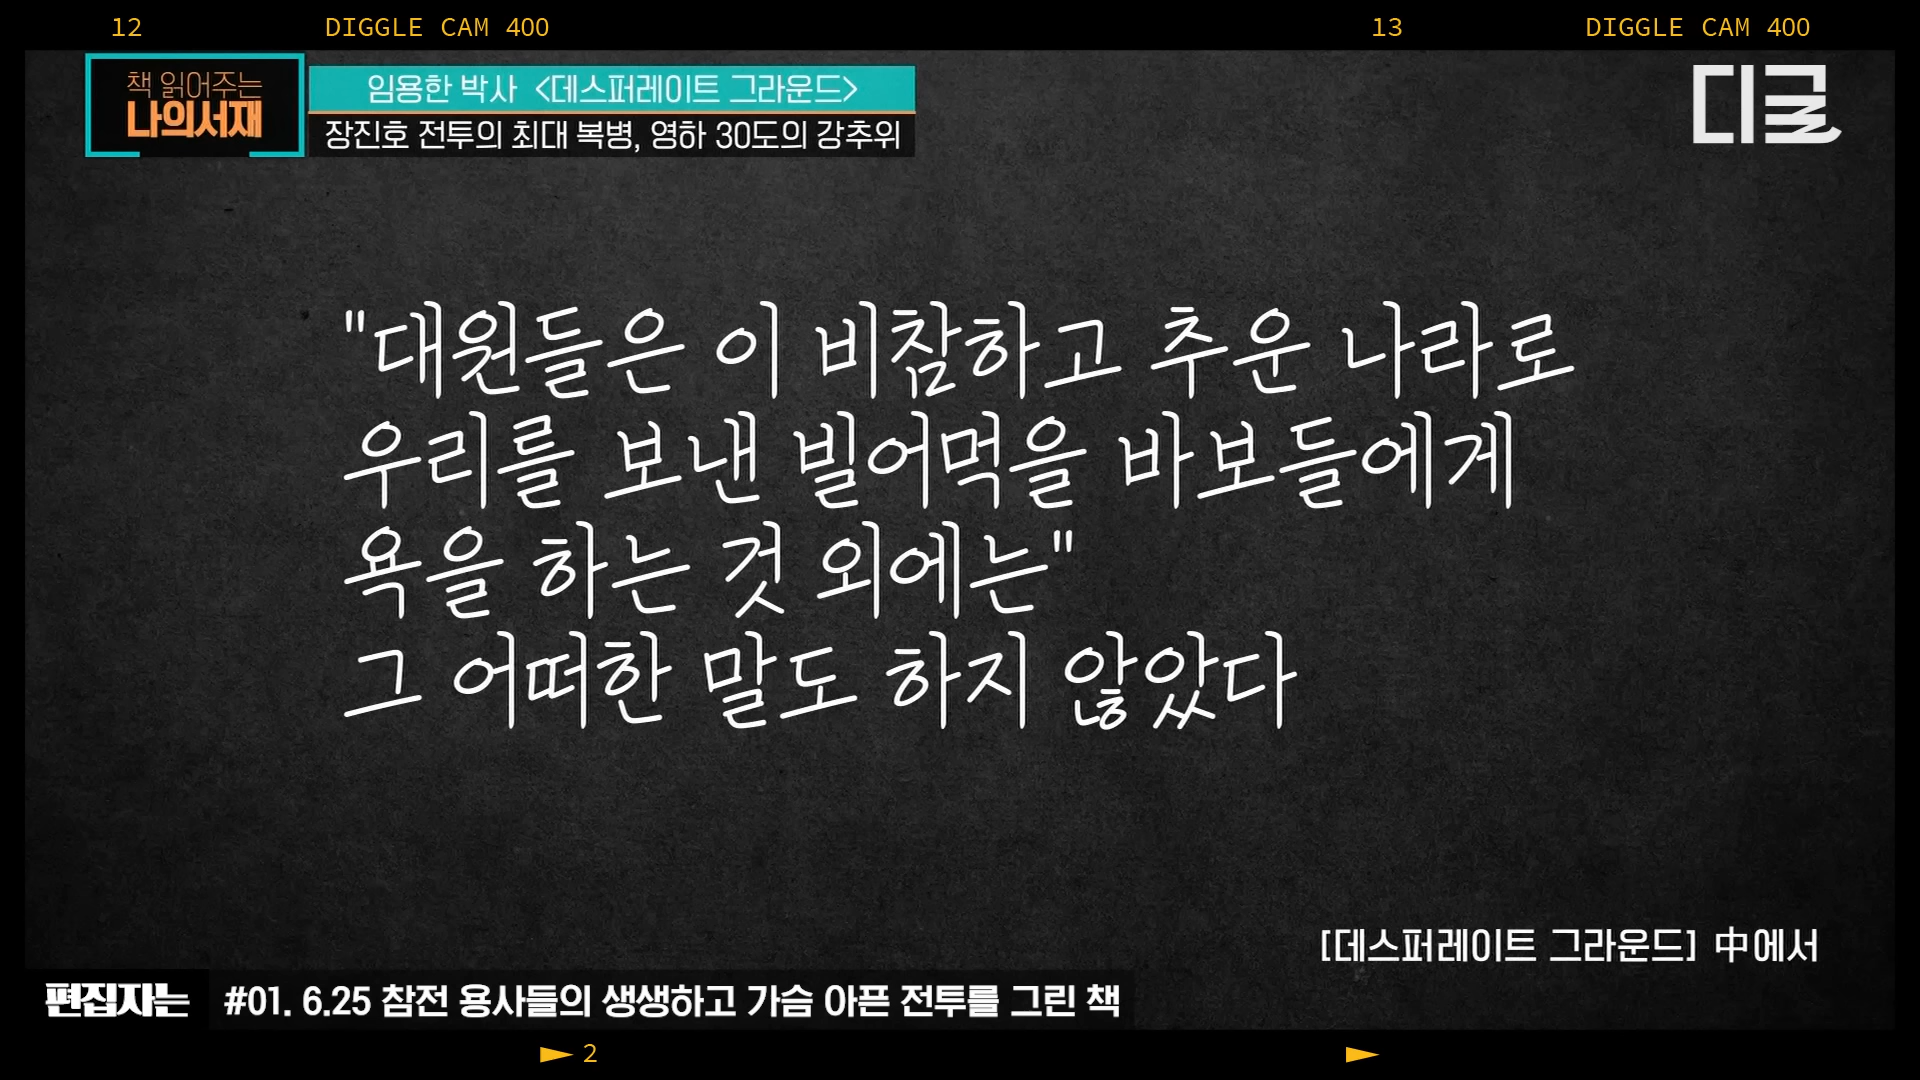 12 DIGGLE CAM 400 13 DIGGLE CAM 400
책 읽어주는
나의서재
임용한 박사 <데스퍼레이트 그라운드>
장진호 전투의 최대 복병, 영하 30도의 강추위
디글
"대원들은 이 비참하고 추운 나라로
우리를 보낸 빌어먹을 바보들에게
욕을 하는 것 외에는"
그 어떠한 말도 하지 않았다
[데스퍼레이트 그라운드] 中에서
편집자는 #01. 6.25 참전 용사들의 생생하고 가슴 아픈 전투를 그린 책
2